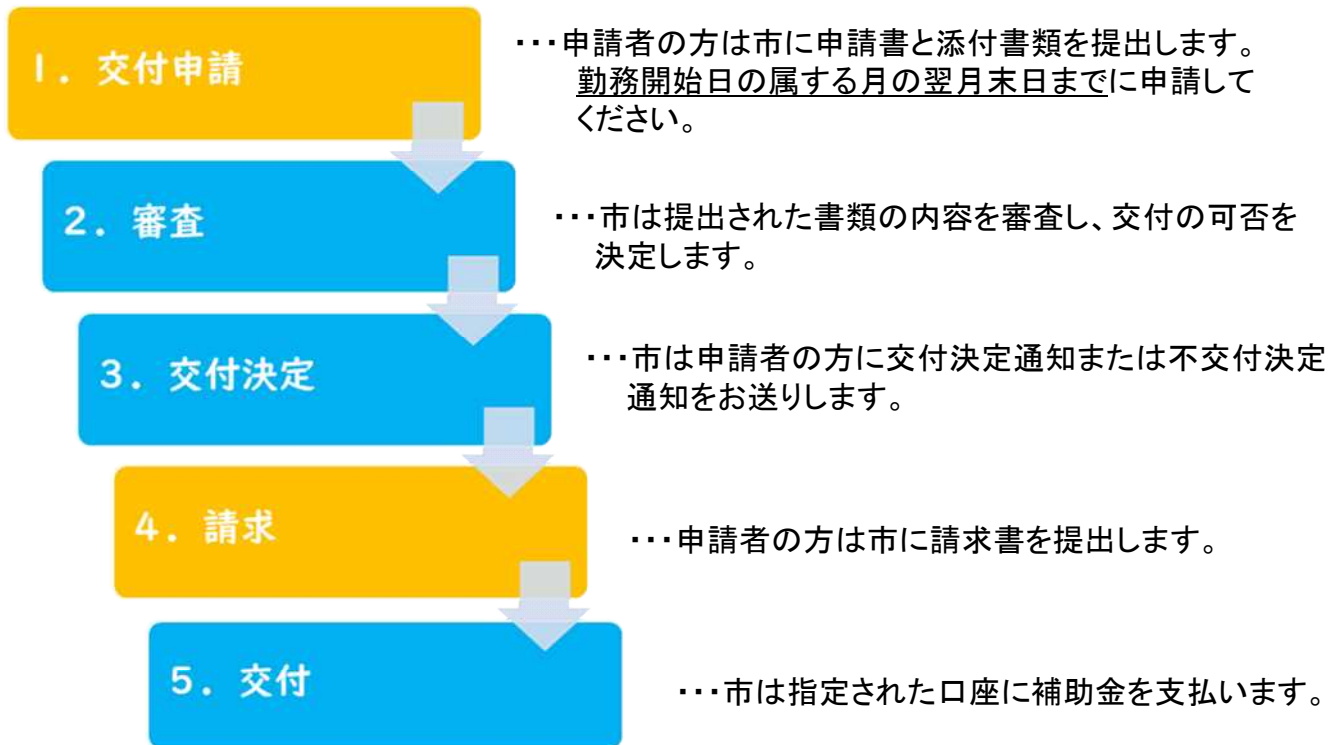 1．交付申請
・・・申請者の方は市に申請書と添付書類を提出します。
勤務開始日の属する月の翌月末日までに申請して
ください。
2．審査
・・・市は提出された書類の内容を審査し、交付の可否を
決定します。
3．交付決定
・・・市は申請者の方に交付決定通知または不交付決定
通知をお送りします。
4．請求
・・・申請者の方は市に請求書を提出します。
5．交付
・・・市は指定された口座に補助金を支払います。